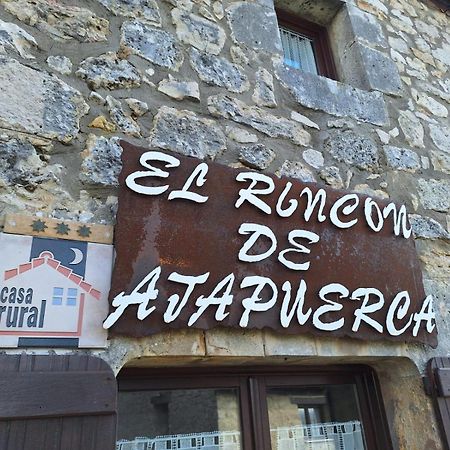 EL RINCON
DE
ATAPUERCA
casa
rural